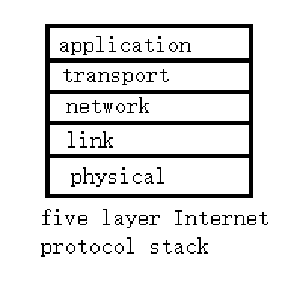 application
transport
network
link
physical
five layer Internet
protocol stack